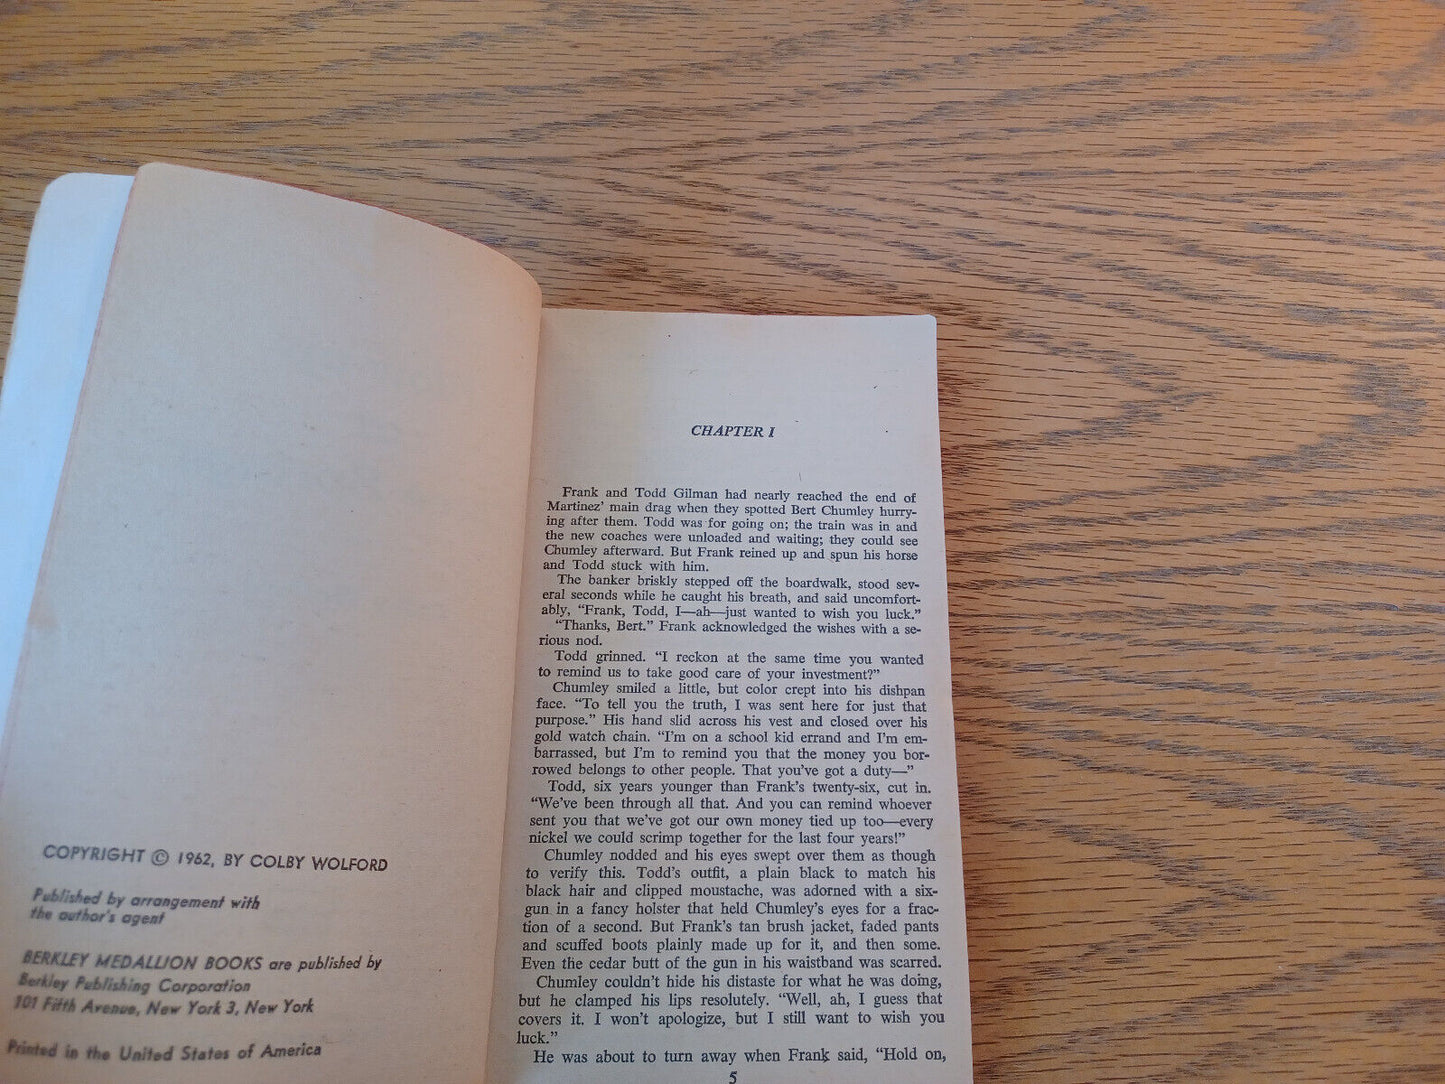 COPYRIGHT © 1962, BY COLBY WOLFORD
Published by arrangement with
the author's agent
BERKLEY MEDALLION BOOKS are published by
Berkley Publishing Corporation
101 Fifth Avenue, New York 3, New York
Printed in the United States of America
CHAPTER I
Frank and Todd Gilman had nearly reached the end of
Martinez' main drag when they spotted Bert Chumley hurry-
ing after them. Todd was for going on; the train was in and
the new coaches were unloaded and waiting; they could see
Chumley afterward. But Frank reined up and spun his horse
and Todd stuck with him.
The banker briskly stepped off the boardwalk, stood sev-
eral seconds while he caught his breath, and said uncomfort-
ably, “Frank, Todd, I—ah—just wanted to wish you luck.”
“Thanks, Bert.” Frank acknowledged the wishes with a se-
rious nod.
Todd grinned. “I reckon at the same time you wanted
to remind us to take good care of your investment?”
Chumley smiled a little, but color crept into his dishpan
face. “To tell you the truth, I was sent here for just that
purpose.” His hand slid across his vest and closed over his
gold watch chain. “I'm on a school kid errand and I'm em-
barrassed, but I'm to remind you that the money you bor-
rowed belongs to other people. That you've got a duty—”
Todd, six years younger than Frank's twenty-six, cut in.
“We've been through all that. And you can remind whoever
sent you that we've got our own money tied up too—every
nickel we could scrimp together for the last four years!”
Chumley nodded and his eyes swept over them as though
to verify this. Todd's outfit, a plain black to match his
black hair and clipped moustache, was adorned with a six-
gun in a fancy holster that held Chumley's eyes for a frac-
tion of a second. But Frank's tan brush jacket, faded pants
and scuffed boots plainly made up for it, and then some.
Even the cedar butt of the gun in his waistband was scarred.
Chumley couldn't hide his distaste for what he was doing,
but he clamped his lips resolutely. “Well, ah, I guess that
covers it. I won't apologize, but I still want to wish you
luck.”
He was about to turn away when Frank said, “Hold on,
5